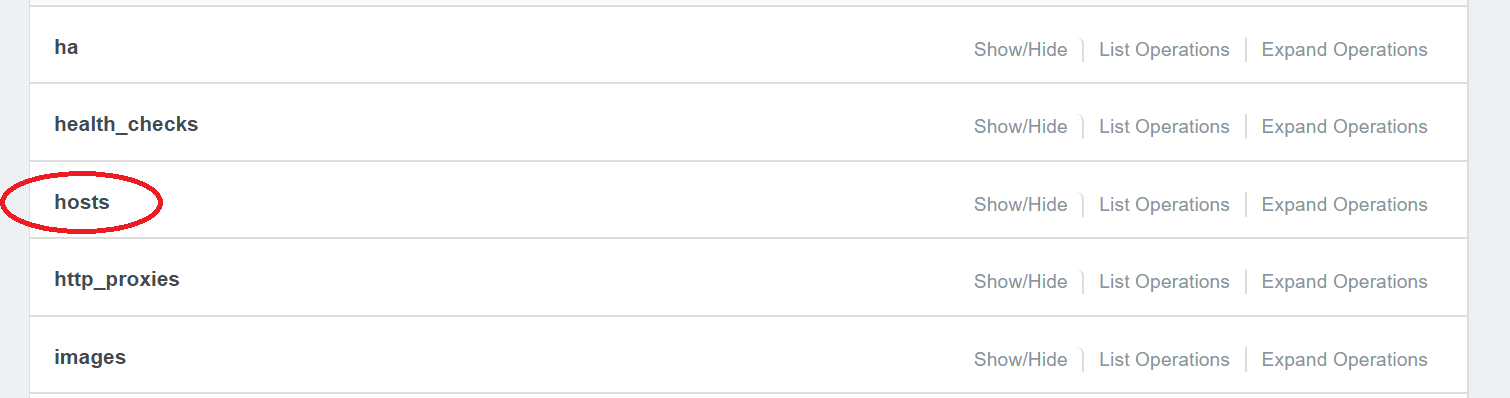 ha Show/Hide List Operations Expand Operations
health_checks Show/Hide List Operations Expand Operations
hosts Show/Hide List Operations Expand Operations
http_proxies Show/Hide List Operations Expand Operations
images Show/Hide List Operations Expand Operations